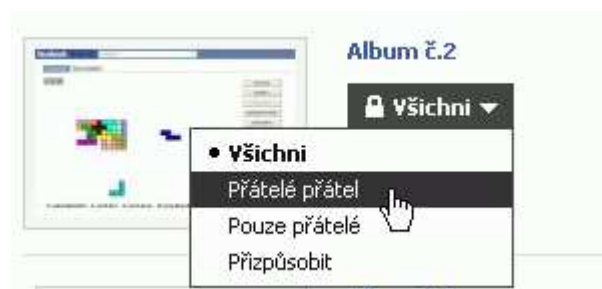 Album č.2
Všichni
Všichni
Přátelé přátel
Pouze přátelé
Přizpůsobit